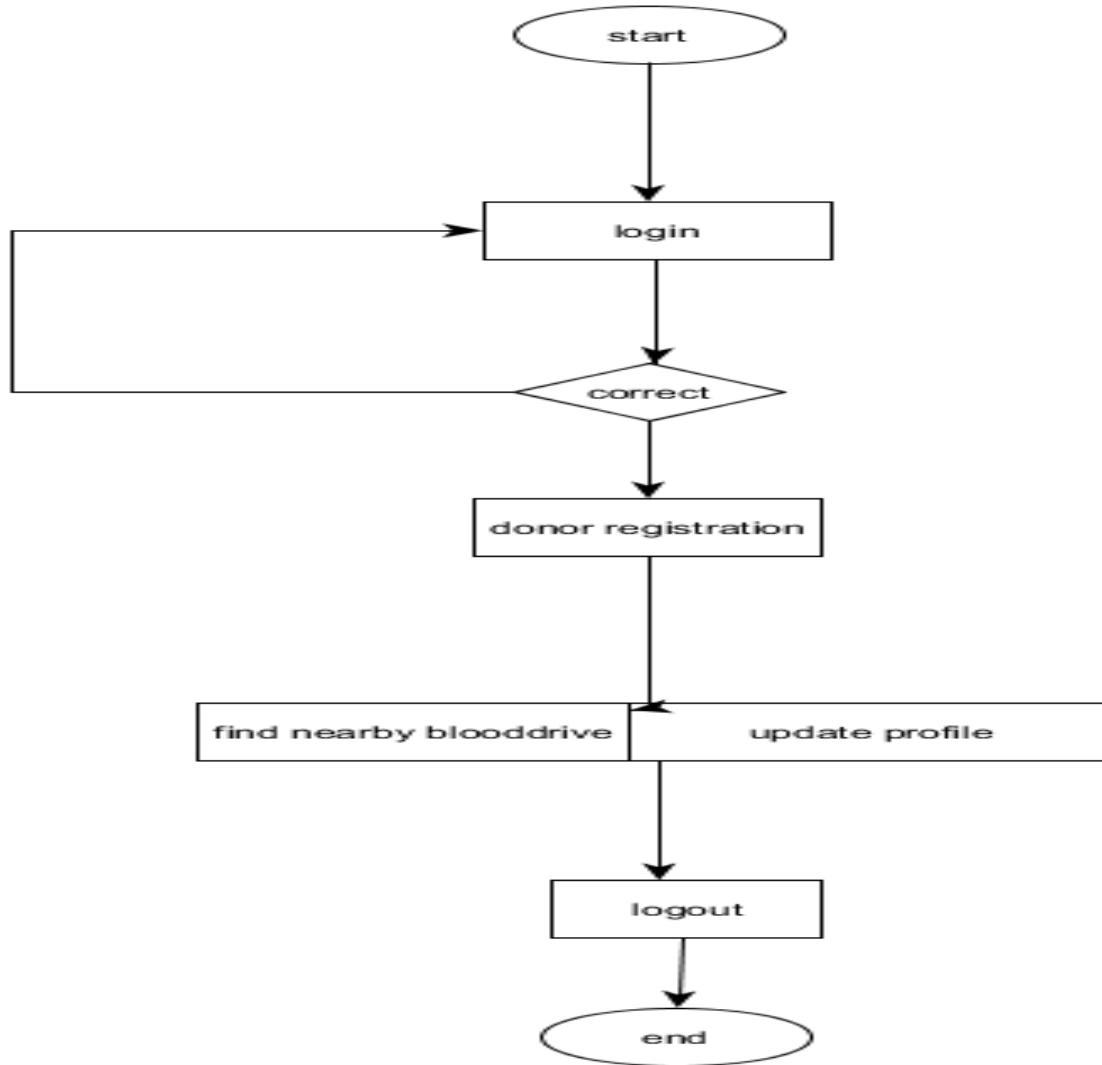 start
login
correct
donor registration
find nearby blooddrive
update profile
logout
end